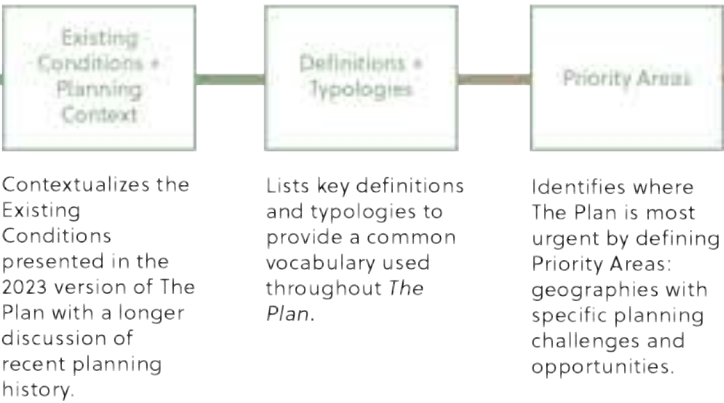 Existing
Conditions +
Planning
Context
Definitions +
Typologies
Priority Areas
Contextualizes the
Existing
Conditions
presented in the
2023 version of The
Plan with a longer
discussion of
recent planning
history.
Lists key definitions
and typologies to
provide a common
vocabulary used
throughout The
Plan.
Identifies where
The Plan is most
urgent by defining
Priority Areas:
geographies with
specific planning
challenges and
opportunities.